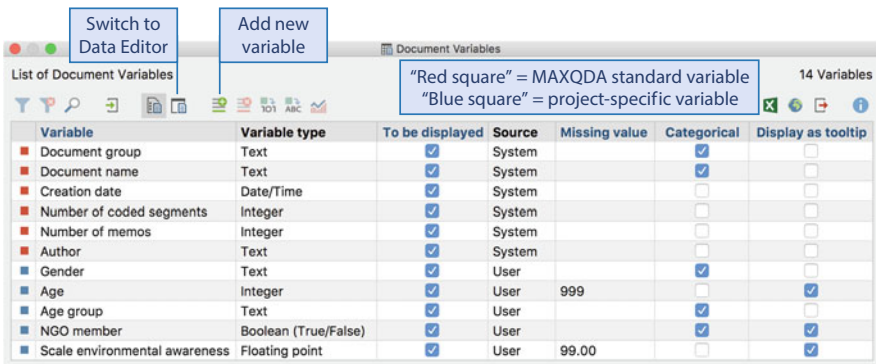 Switch to
Data Editor
Add new
variable
Document Variables
List of Document Variables
"Red square" = MAXQDA standard variable
"Blue square" = project-specific variable
14 Variables
101
ABC
Variable Variable type To be displayed Source Missing value Categorical Display as tooltip
Document group Text System
Document name Text System
Creation date Date/Time System
Number of coded segments Integer System
Number of memos Integer System
Author Text System
Gender Text User
Age Integer User 999
Age group Text User
NGO member Boolean (True/False) User
Scale environmental awareness Floating point User 99.00